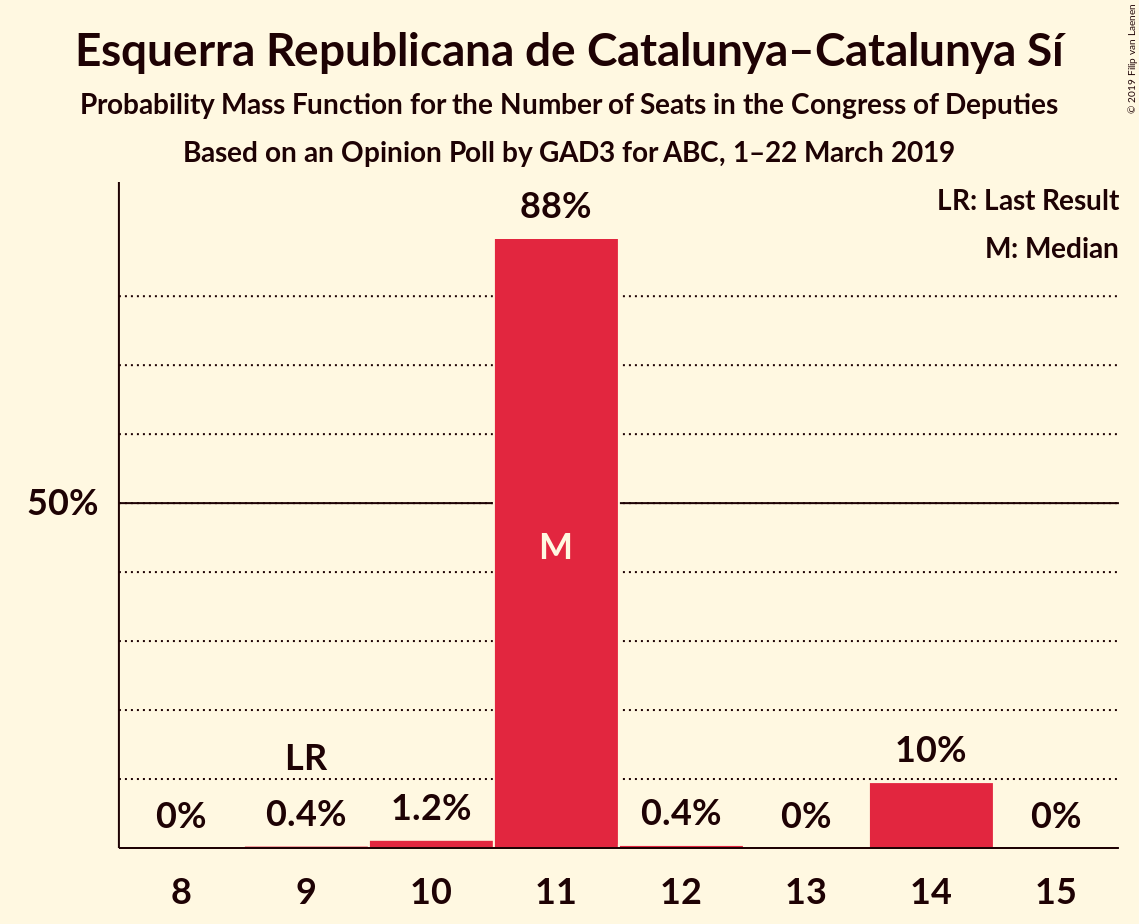 Esquerra Republicana de Catalunya–Catalunya Sí
Probability Mass Function for the Number of Seats in the Congress of Deputies
Based on an Opinion Poll by GAD3 for ABC, 1–22 March 2019
© 2019 Filip van Laenen
LR: Last Result
M: Median
88%
50%
M
LR
10%
0%
0.4%
1.2%
0.4%
0%
0%
8
9
10
11
12
13
14
15